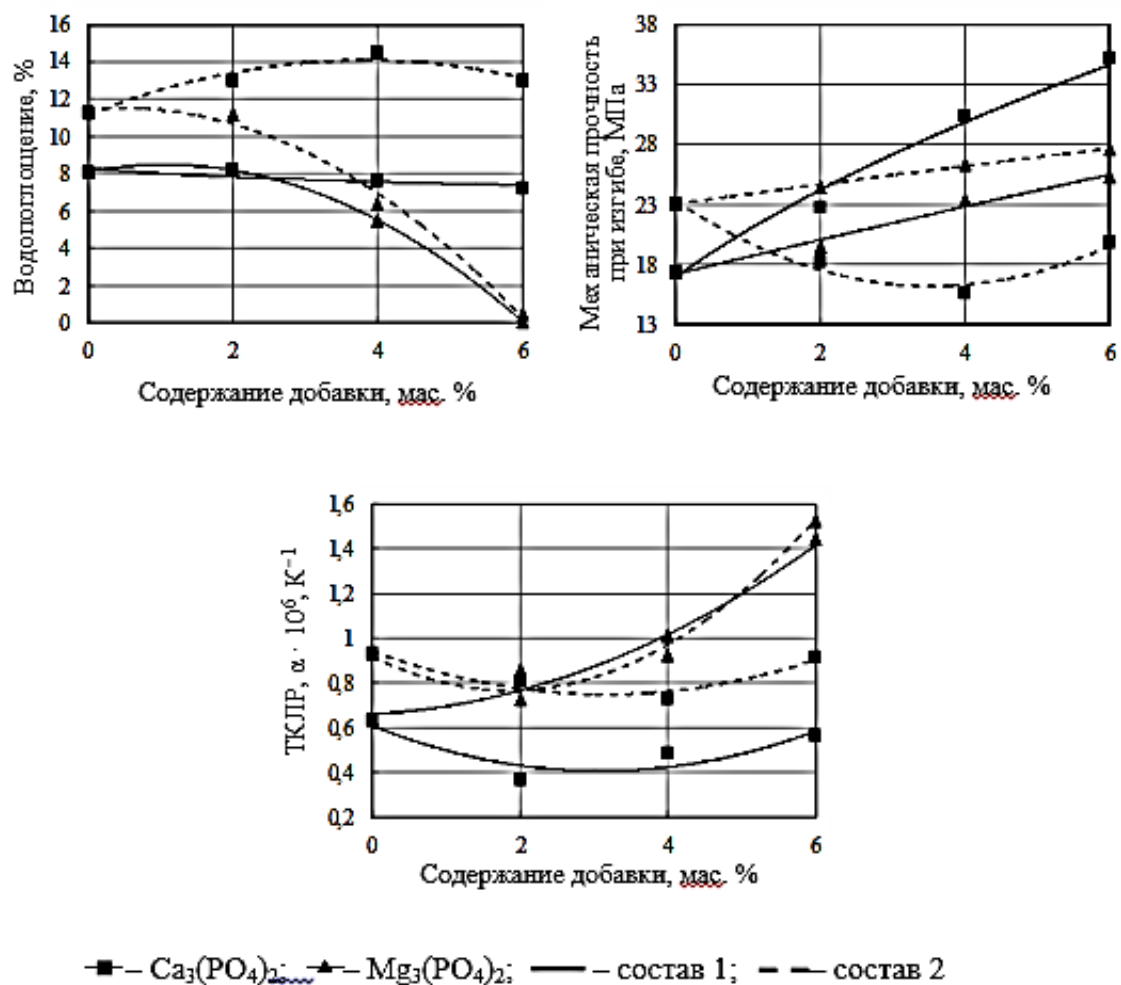 Водопоглощение, %
16
14
12
10
8
6
4
2
0
0 2 4 6
Содержание добавки, мас. %
Механическая прочность
при изгибе, МПа
38
33
28
23
18
13
0 2 4 6
Содержание добавки, мас. %
ТКЛР, α · 10⁶, К⁻¹
1,6
1,4
1,2
1
0,8
0,6
0,4
0,2
0 2 4 6
Содержание добавки, мас. %
– Ca₃(PO₄)₂; – Mg₃(PO₄)₂; – состав 1; – состав 2